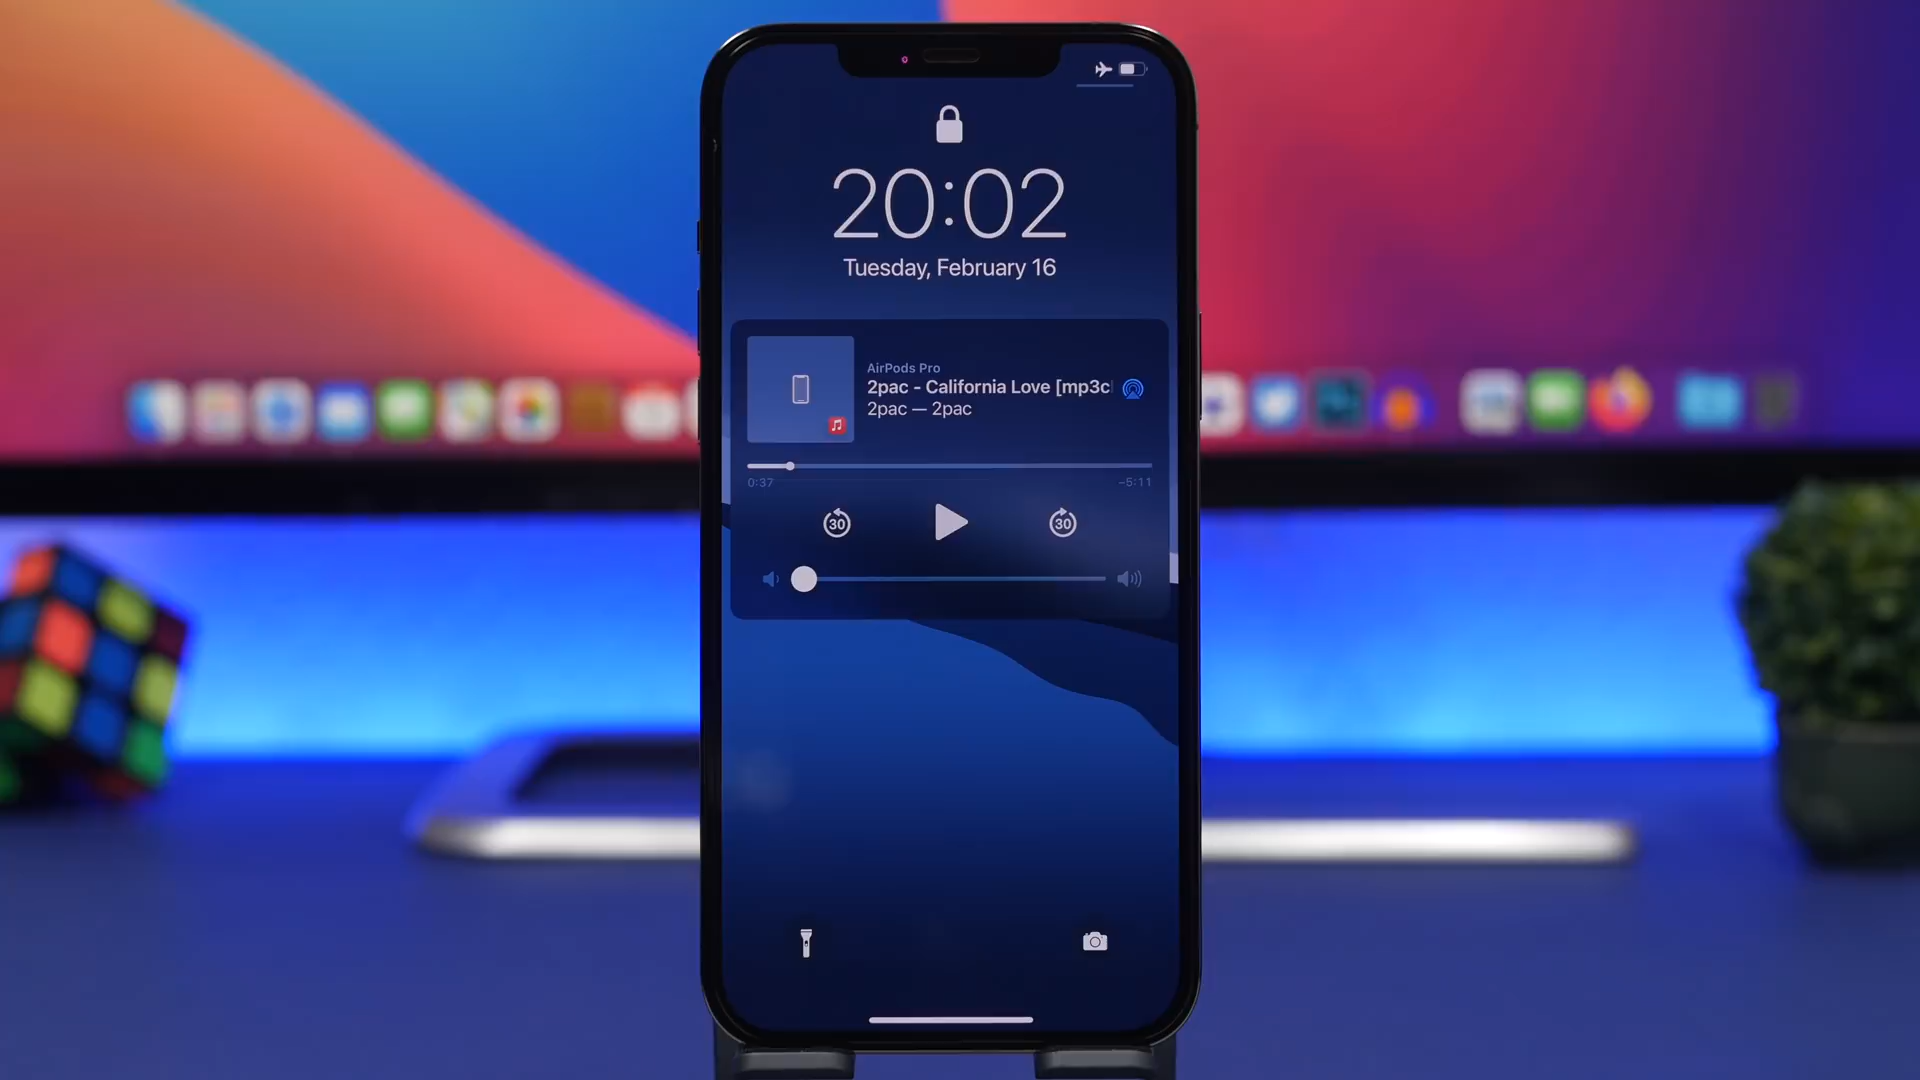 20:02
Tuesday, February 16
AirPods Pro
2pac - California Love [mp3c
2pac — 2pac
0:37
-5:11
30
30